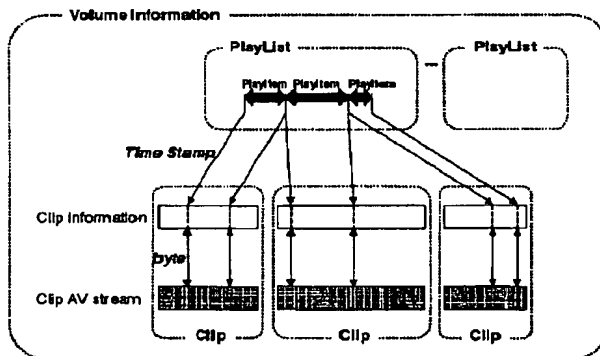 Volume Information
PlayList
PlayList
PlayItem
PlayItem
PlayItem
Time Stamp
Clip Information
byte
Clip AV stream
Clip
Clip
Clip